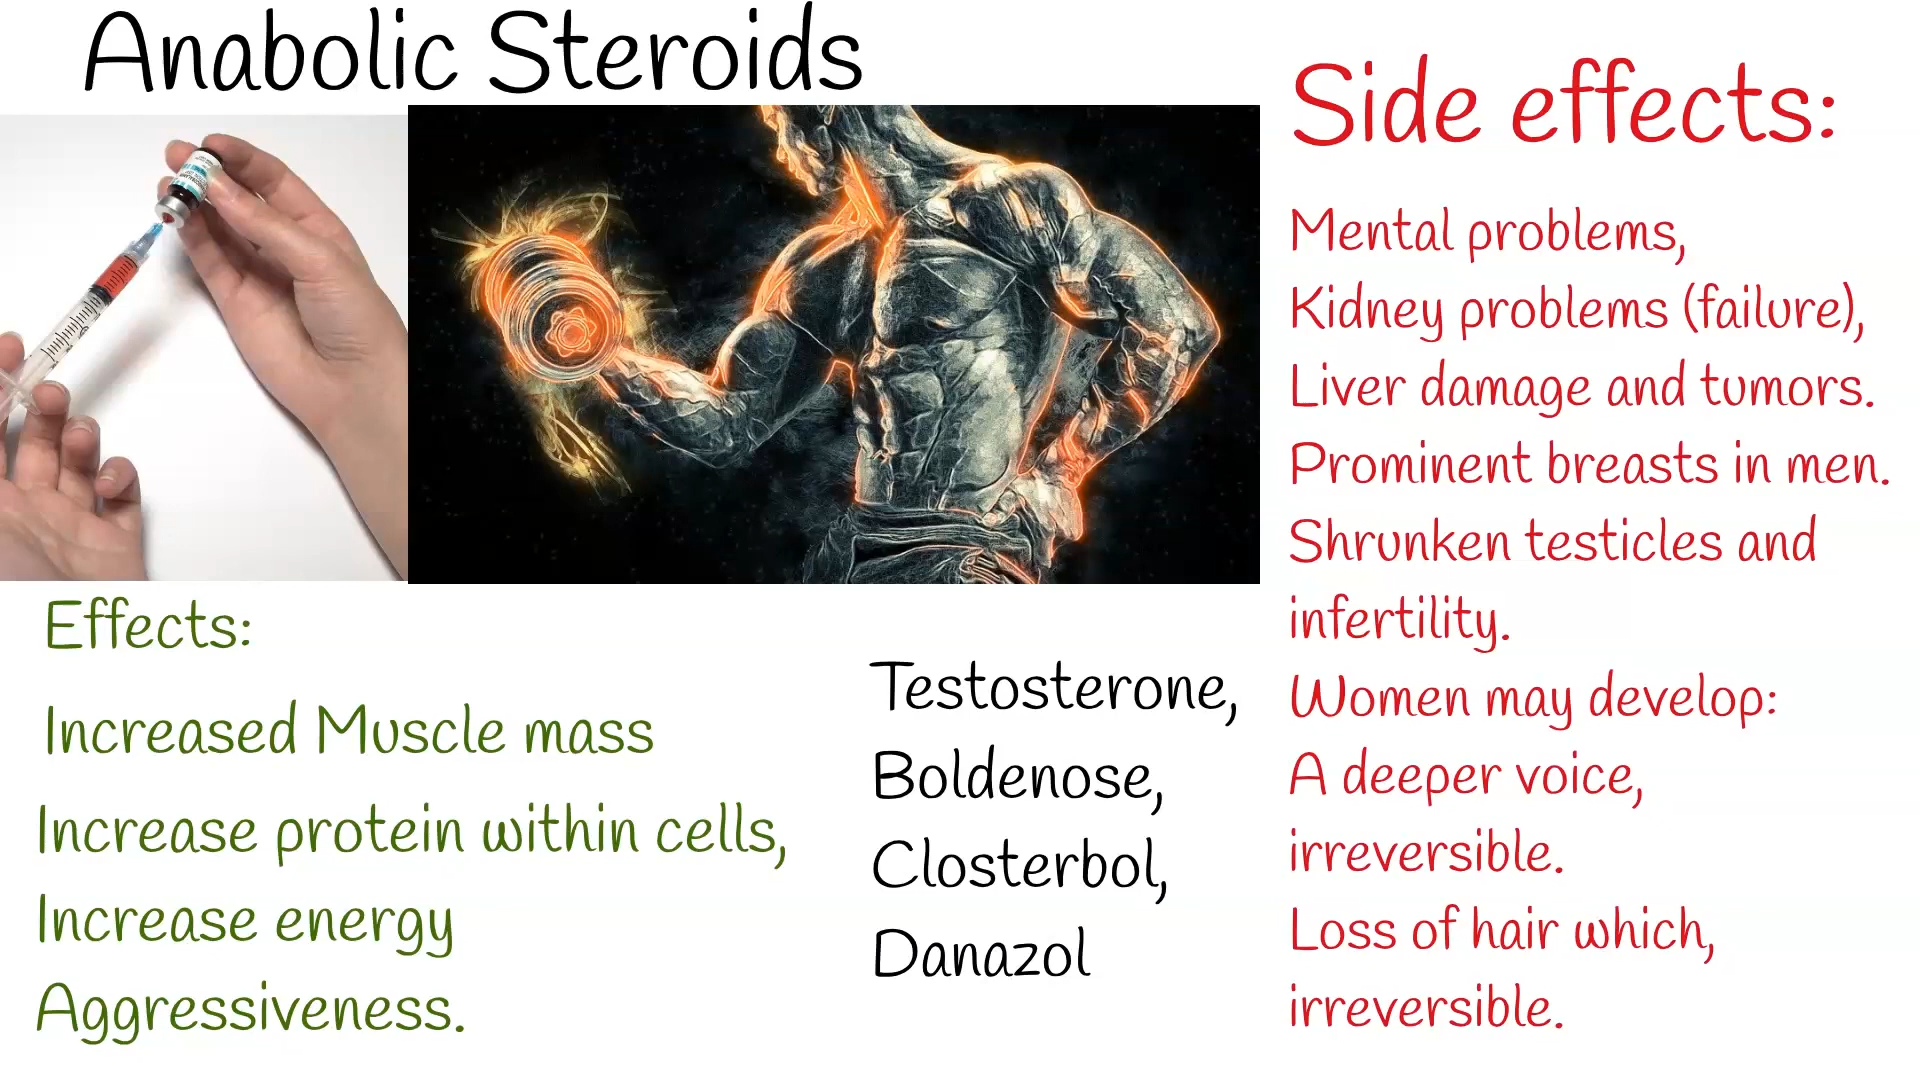 Anabolic Steroids
Effects:
Increased Muscle mass
Increase protein within cells,
Increase energy
Aggressiveness.
Testosterone,
Boldenose,
Closterbol,
Danazol
Side effects:
Mental problems,
Kidney problems (failure),
Liver damage and tumors.
Prominent breasts in men.
Shrunken testicles and
infertility.
Women may develop:
A deeper voice,
irreversible.
Loss of hair which,
irreversible.